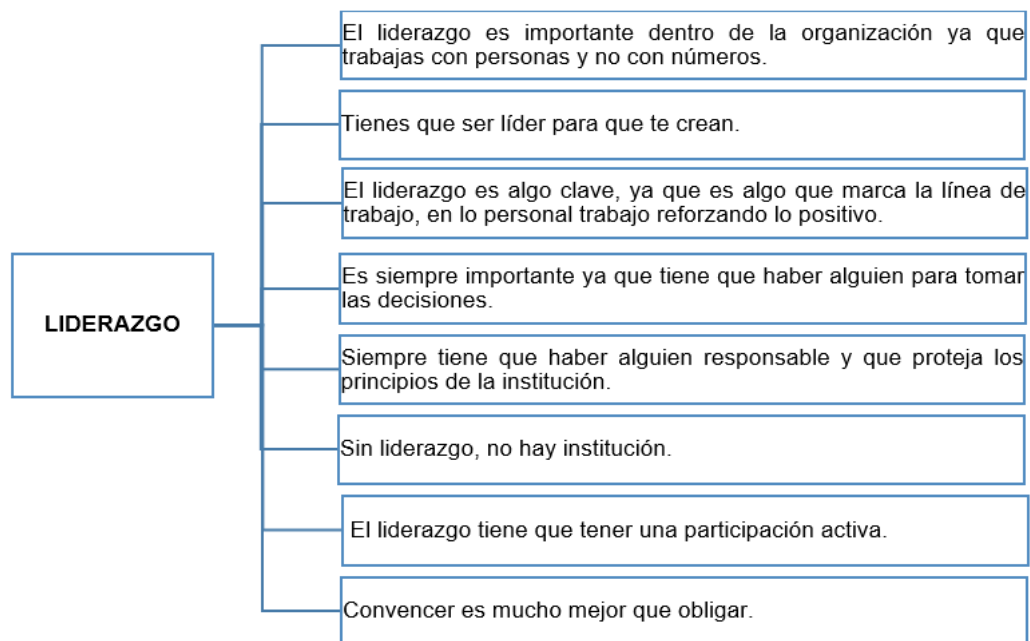 El liderazgo es importante dentro de la organización ya que
trabajas con personas y no con números.
Tienes que ser líder para que te crean.
El liderazgo es algo clave, ya que es algo que marca la línea de
trabajo, en lo personal trabajo reforzando lo positivo.
LIDERAZGO
Es siempre importante ya que tiene que haber alguien para tomar
las decisiones.
Siempre tiene que haber alguien responsable y que proteja los
principios de la institución.
Sin liderazgo, no hay institución.
El liderazgo tiene que tener una participación activa.
Convencer es mucho mejor que obligar.